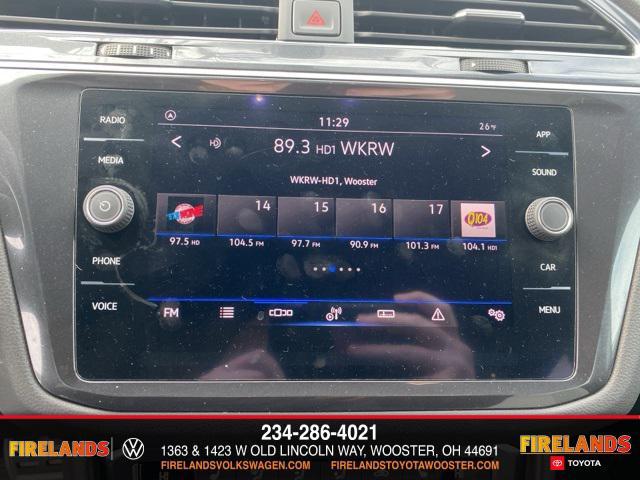 RADIO
MEDIA
PHONE
VOICE
11:29
26°F
89.3 HD1 WKRW
WKRW-HD1, Wooster
14
15
16
17
Q104
97.5 HD
104.5 FM
97.7 FM
90.9 FM
101.3 FM
104.1 HD1
FM
APP
SOUND
CAR
MENU
234-286-4021
FIRELANDS
1363 & 1423 W OLD LINCOLN WAY, WOOSTER, OH 44691
FIRELANDSVOLKSWAGEN.COM FIRELANDSTOYOTAWOOSTER.COM
FIRELANDS
TOYOTA